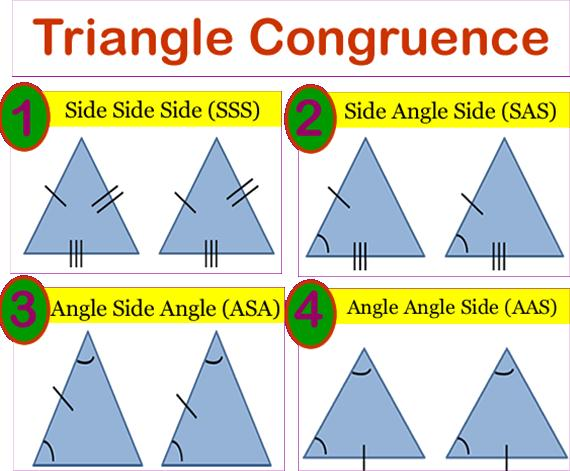 Triangle Congruence
1 Side Side Side (SSS)
2 Side Angle Side (SAS)
3 Angle Side Angle (ASA)
4 Angle Angle Side (AAS)